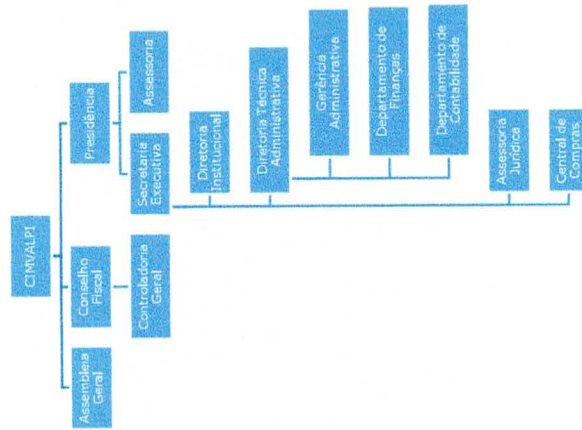 CIMVALPI
Assembleia
Geral
Conselho
Fiscal
Presidência
Controladoria
Geral
Secretaria
Executiva
Assessoria
Diretoria
Institucional
Diretoria Técnica
Administrativa
Gerência
Administrativa
Departamento de
Finanças
Departamento de
Contabilidade
Assessoria
Jurídica
Central de
Compras